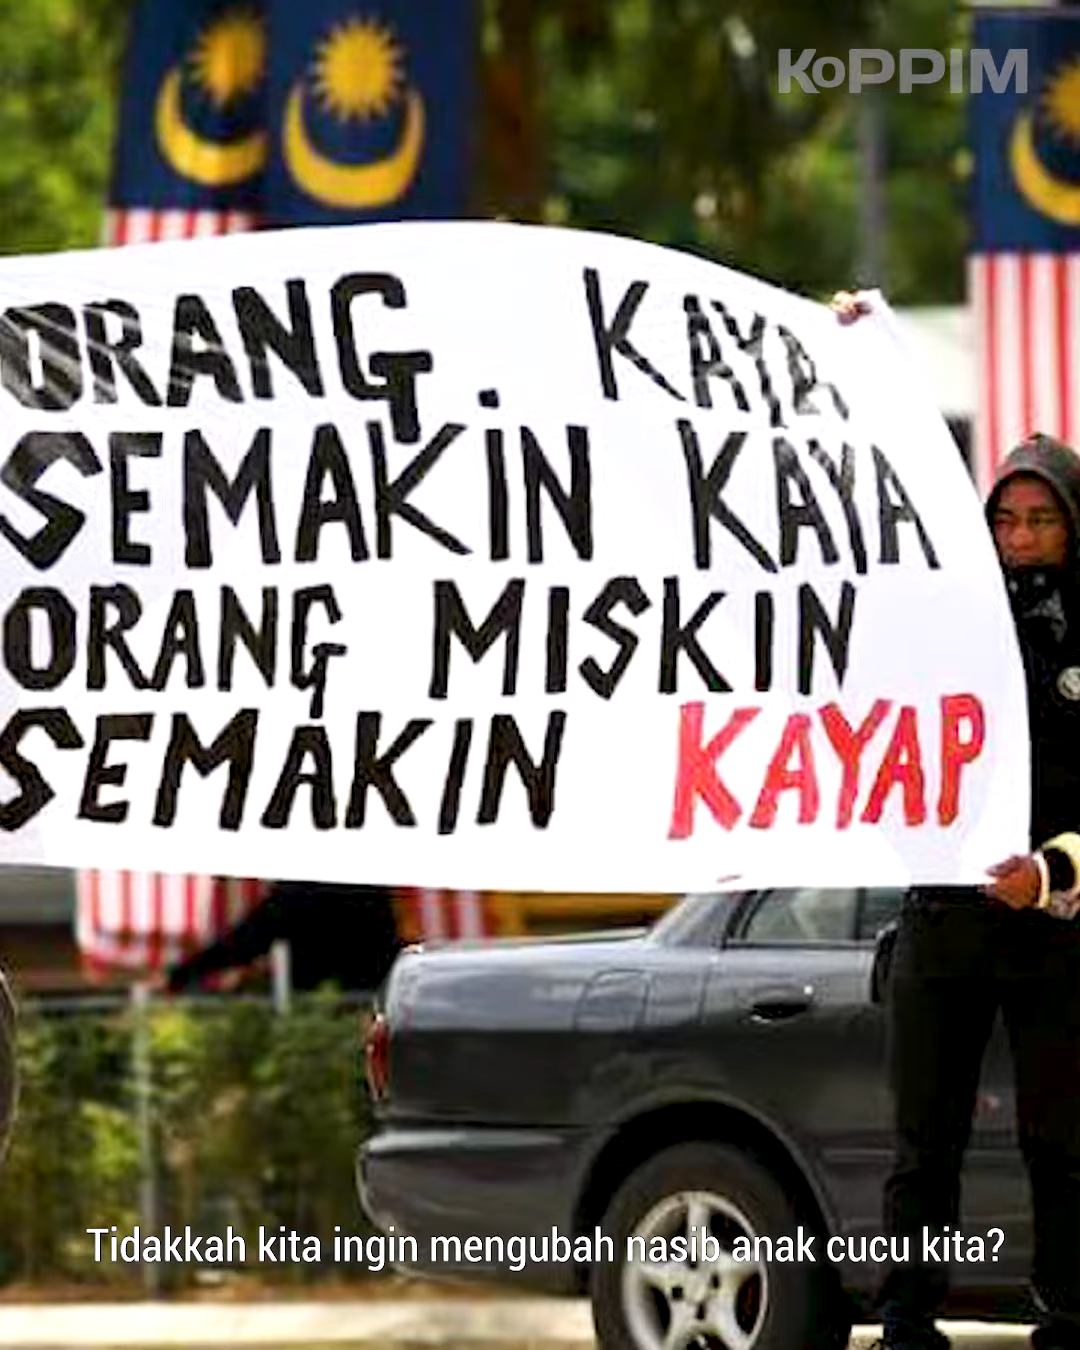 KoPPIM
ORANG KAYA
SEMAKIN KAYA
ORANG MISKIN
SEMAKIN KAYAP
Tidakkah kita ingin mengubah nasib anak cucu kita?